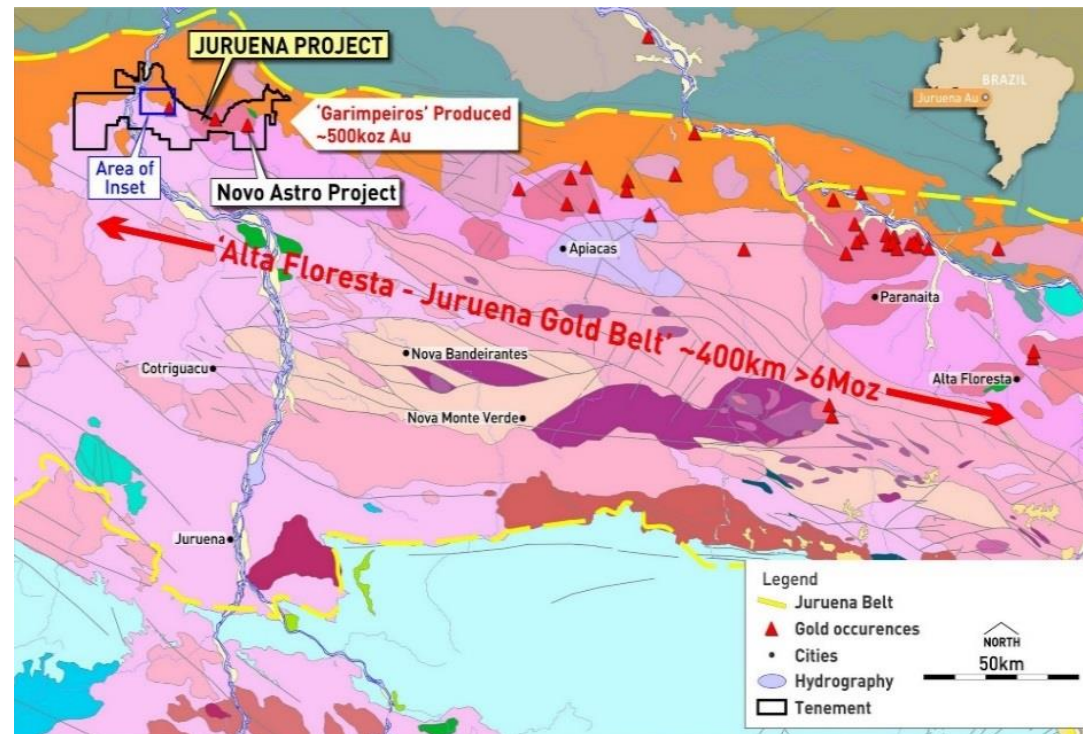 JURUENA PROJECT
'Garimpeiros' Produced
~500koz Au
Area of
Inset
Novo Astro Project
BRAZIL
Juruena Au
'Alta Floresta - Juruena Gold Belt' ~400km >6Moz
Apiacas
Paranaita
Nova Bandeirantes
Cotriguacu
Alta Floresta
Nova Monte Verde
Juruena
Legend
Juruena Belt
Gold occurences
Cities
Hydrography
Tenement
NORTH
50km